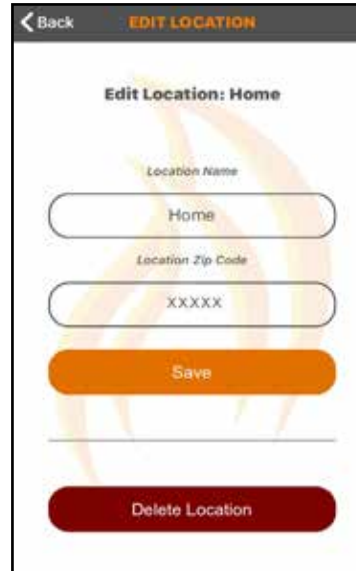 Back EDIT LOCATION
Edit Location: Home
Location Name
Home
Location Zip Code
XXXXX
Save
Delete Location